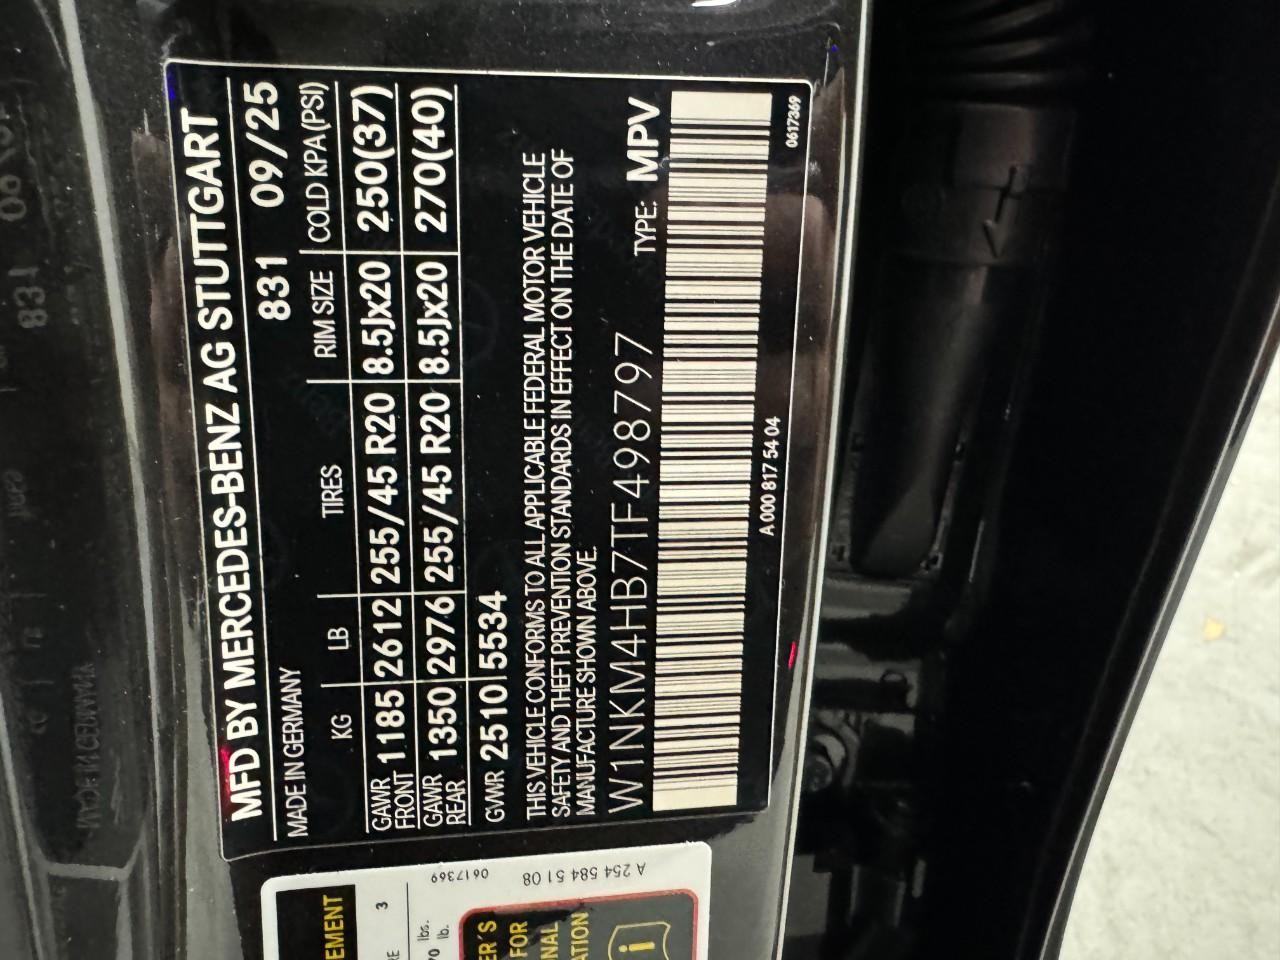 MFD BY MERCEDES-BENZ AG STUTTGART
MADE IN GERMANY 831 09/25
KG LB TIRES RIM SIZE COLD KPA(PSI)
GAWR FRONT 1185 2612 255/45 R20 8.5Jx20 250(37)
GAWR REAR 1350 2976 255/45 R20 8.5Jx20 270(40)
GVWR 2510 5534
THIS VEHICLE CONFORMS TO ALL APPLICABLE FEDERAL MOTOR VEHICLE
SAFETY AND THEFT PREVENTION STANDARDS IN EFFECT ON THE DATE OF
MANUFACTURE SHOWN ABOVE.
W1NKM4HB7TF498797 TYPE: MPV
A 000 817 54 04
0617369
A 254 584 51 08
0617369
3
lbs.
lb.
FOR
i